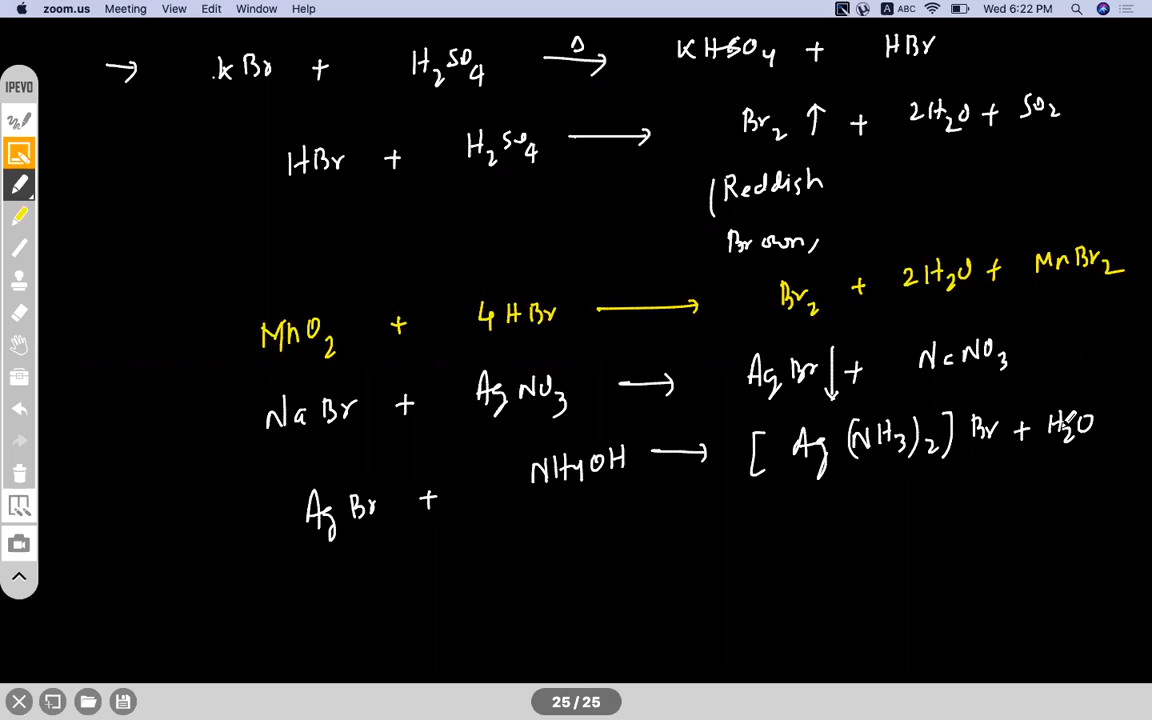 zoom.us Meeting View Edit Window Help A ABC Wed 6:22 PM
IPEVO
→ KBr + H₂SO₄ —Δ→ KHSO₄ + HBr
HBr + H₂SO₄ → Br₂ ↑ + 2H₂O + SO₂
(Reddish
Brown,
MnO₂ + 4HBr → Br₂ + 2H₂O + MnBr₂
NaBr + AgNO₃ → AgBr↓ + NaNO₃
AgBr + NH₄OH → [Ag(NH₃)₂]Br + H₂O
25 / 25